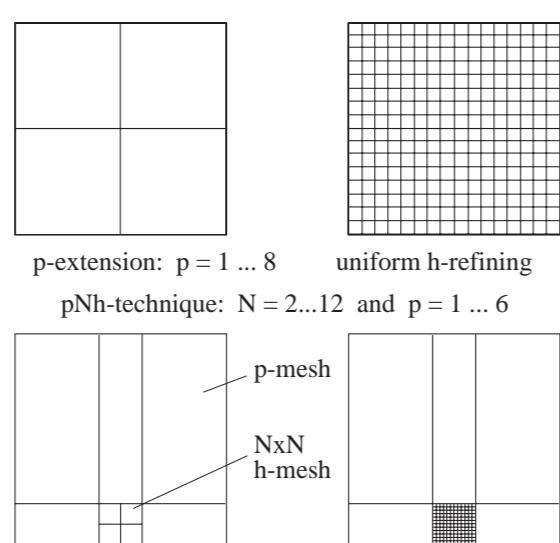 p-extension: p = 1 ... 8
uniform h-refining
pNh-technique: N = 2...12 and p = 1 ... 6
p-mesh
NxN
h-mesh